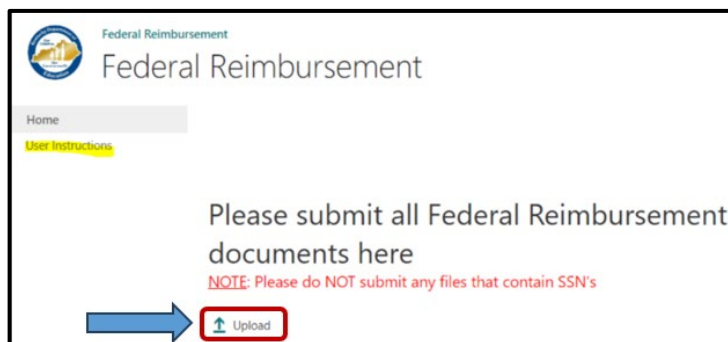 Federal Reimbursement
Federal Reimbursement
Home
User Instructions
Please submit all Federal Reimbursement
documents here
NOTE: Please do NOT submit any files that contain SSN's
Upload